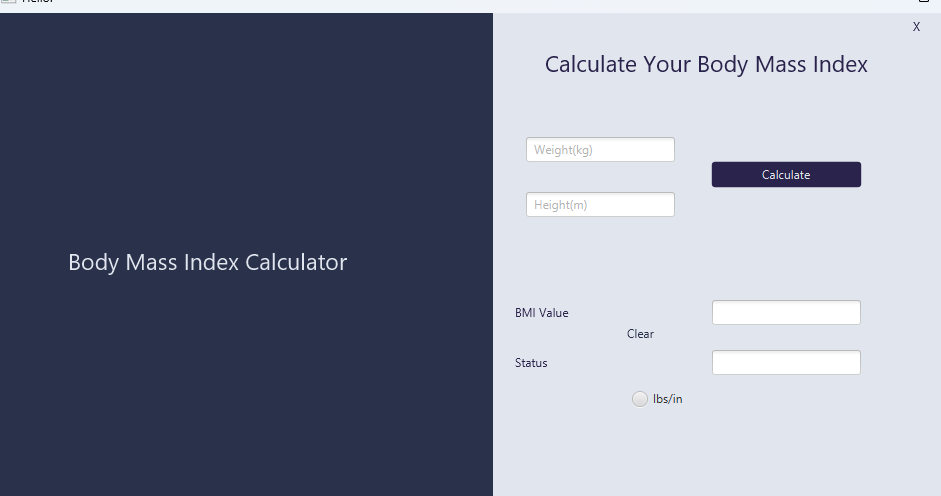 X
Calculate Your Body Mass Index
Weight(kg)
Calculate
Height(m)
Body Mass Index Calculator
BMI Value
Clear
Status
lbs/in